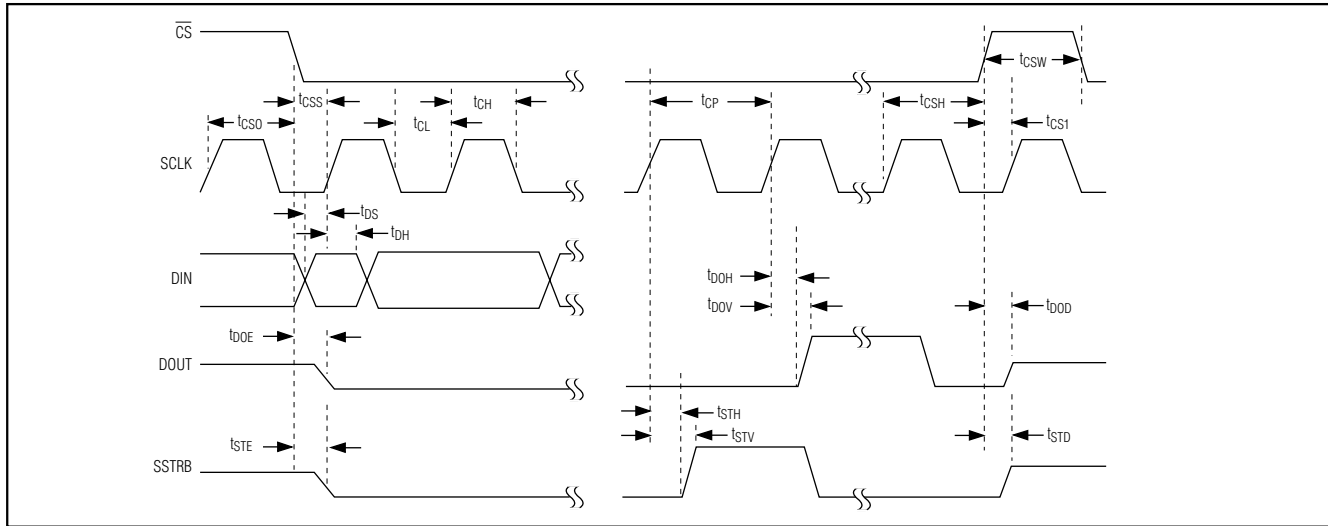 CS
tCSW
tCSS
tCH
tCP
tCSH
tCSO
tCL
tCS1
SCLK
tDS
tDH
DIN
tDOH
tDOV
tDOD
tDOE
DOUT
tSTH
tSTE
tSTV
tSTD
SSTRB